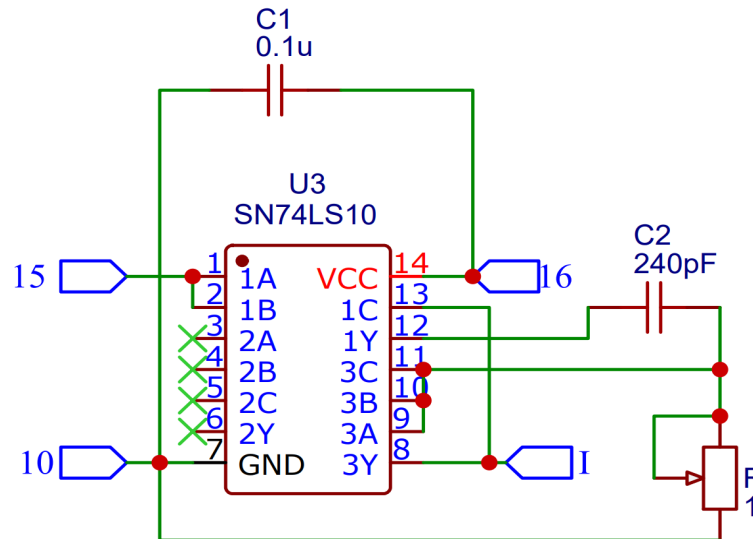 C1
0.1u
U3
SN74LS10
C2
240pF
15
1
1A
VCC
14
16
2
1B
1C
13
3
2A
1Y
12
4
2B
3C
11
5
2C
3B
10
6
2Y
3A
9
10
7
GND
3Y
8
I